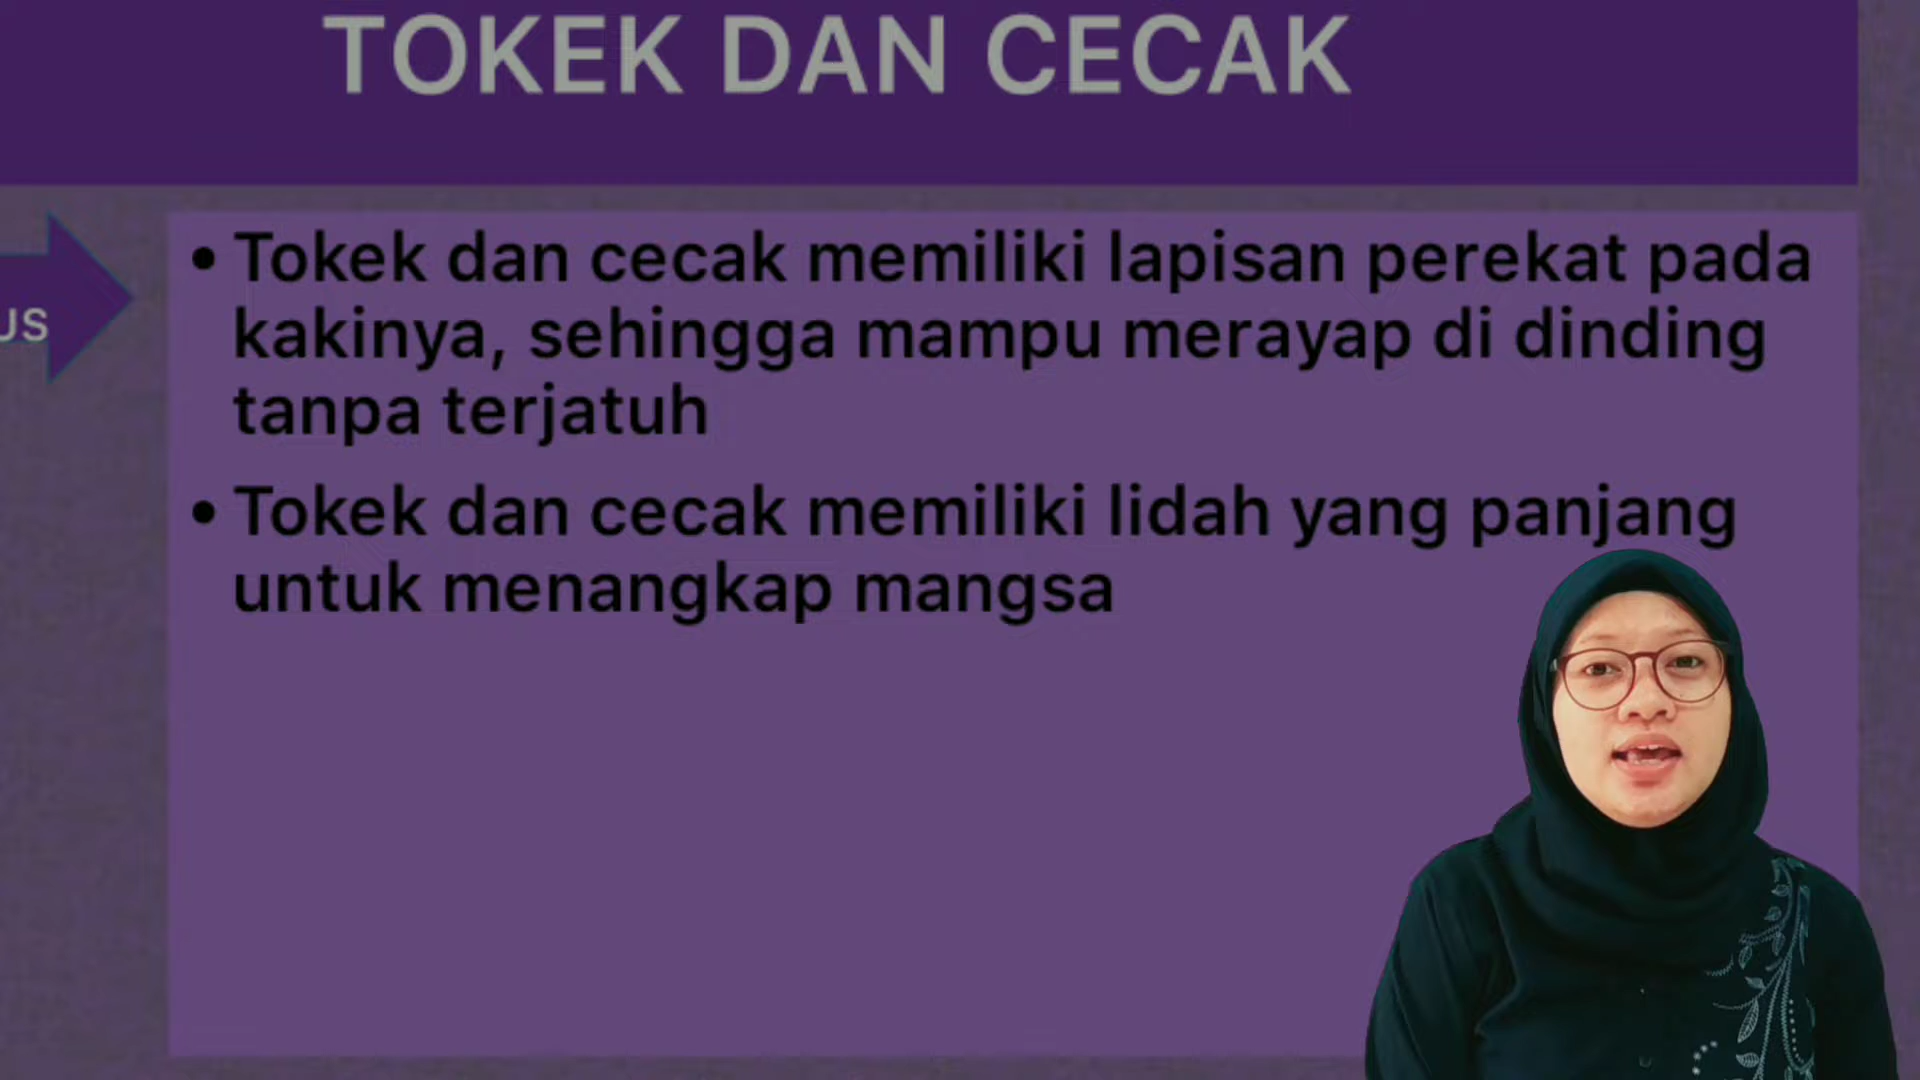 TOKEK DAN CECAK
US
• Tokek dan cecak memiliki lapisan perekat pada
kakinya, sehingga mampu merayap di dinding
tanpa terjatuh
• Tokek dan cecak memiliki lidah yang panjang
untuk menangkap mangsa